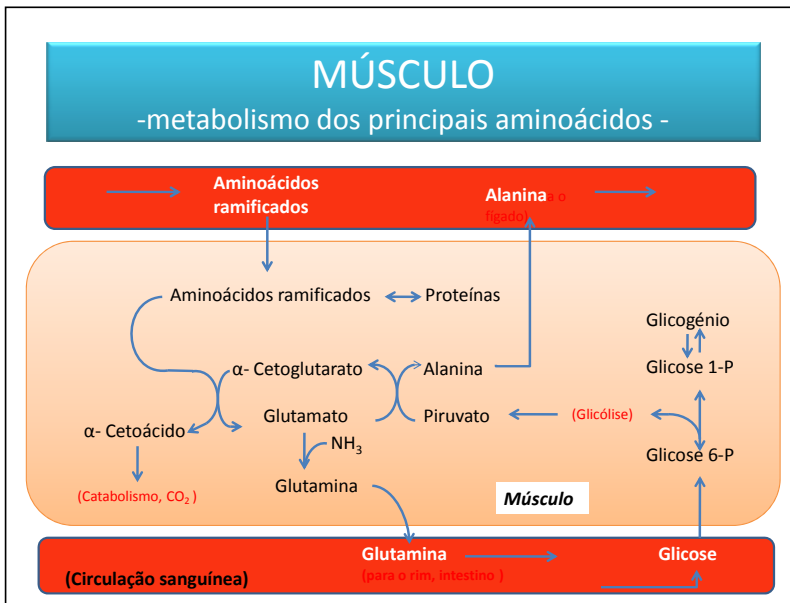 MÚSCULO
-metabolismo dos principais aminoácidos -
Aminoácidos
ramificados
Alanina a o
fígado)
Aminoácidos ramificados
Proteínas
Glicogénio
Glicose 1-P
α- Cetoglutarato
Alanina
Glutamato
Piruvato
(Glicólise)
α- Cetoácido
NH3
Glicose 6-P
(Catabolismo, CO2 )
Glutamina
Músculo
Glutamina
Glicose
(para o rim, intestino )
(Circulação sanguínea)